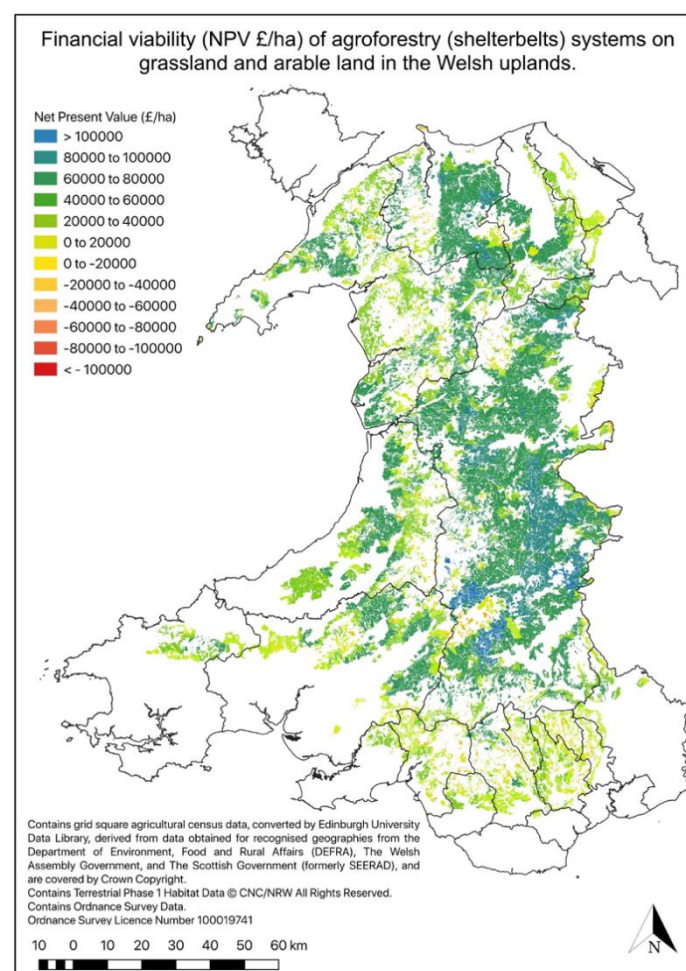 Financial viability (NPV £/ha) of agroforestry (shelterbelts) systems on
grassland and arable land in the Welsh uplands.
Net Present Value (£/ha)
> 100000
80000 to 100000
60000 to 80000
40000 to 60000
20000 to 40000
0 to 20000
0 to -20000
-20000 to -40000
-40000 to -60000
-60000 to -80000
-80000 to -100000
< - 100000
Contains grid square agricultural census data, converted by Edinburgh University
Data Library, derived from data obtained for recognised geographies from the
Department of Environment, Food and Rural Affairs (DEFRA), The Welsh
Assembly Government, and The Scottish Government (formerly SEERAD), and
are covered by Crown Copyright.
Contains Terrestrial Phase 1 Habitat Data © CNC/NRW All Rights Reserved.
Contains Ordnance Survey Data.
Ordnance Survey Licence Number 100019741
10 0 10 20 30 40 50 60 km
N